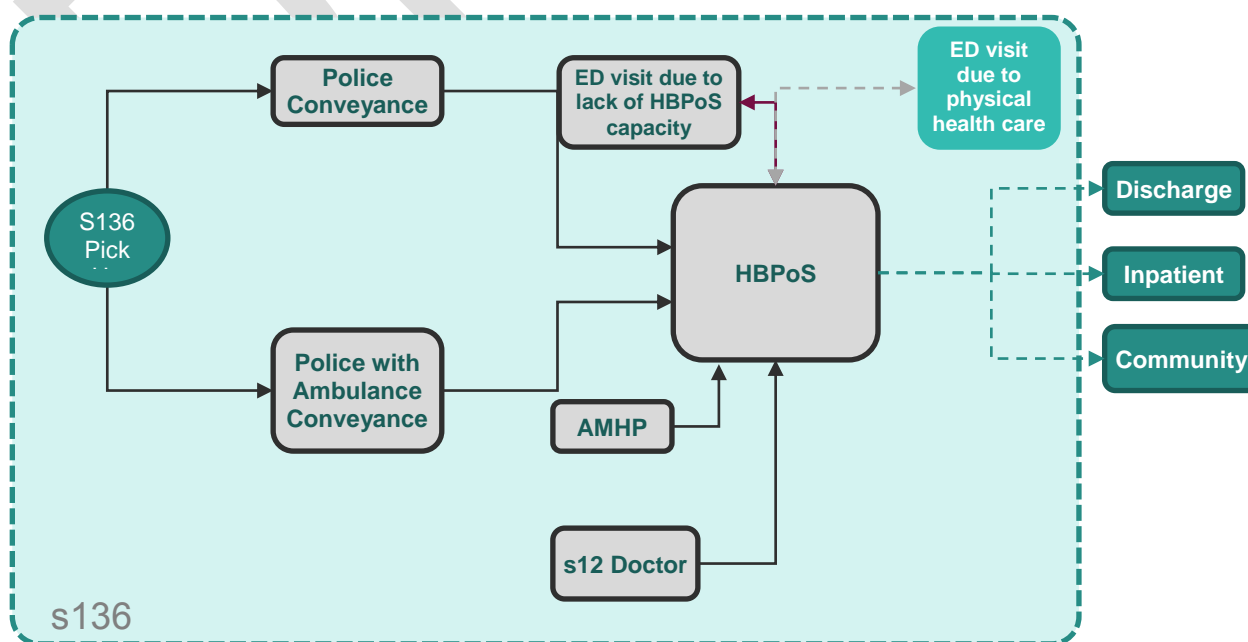 Police
Conveyance
ED visit due to
lack of HBPoS
capacity
ED visit
due to
physical
health care
S136
Pick
HBPoS
Discharge
Inpatient
Community
Police with
Ambulance
Conveyance
AMHP
s12 Doctor
s136